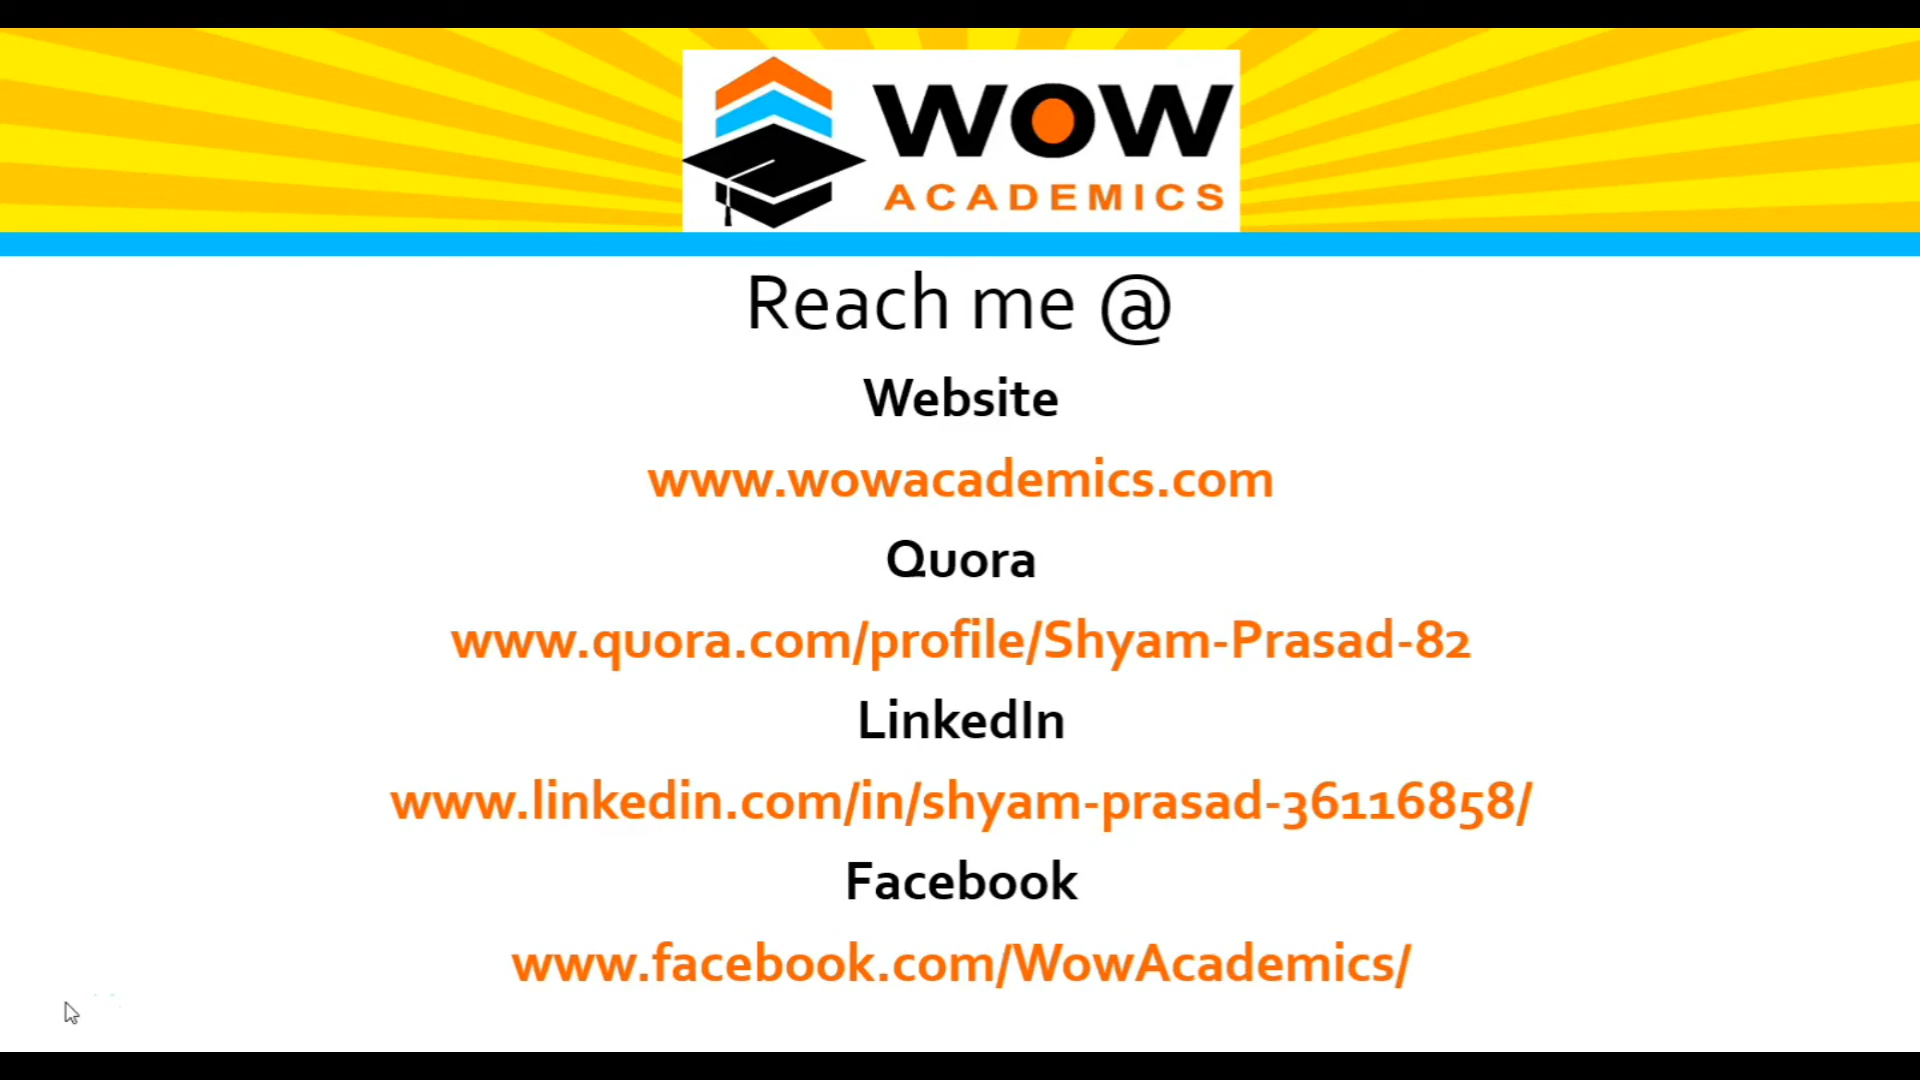 WOW
ACADEMICS
Reach me @
Website
www.wowacademics.com
Quora
www.quora.com/profile/Shyam-Prasad-82
LinkedIn
www.linkedin.com/in/shyam-prasad-36116858/
Facebook
www.facebook.com/WowAcademics/